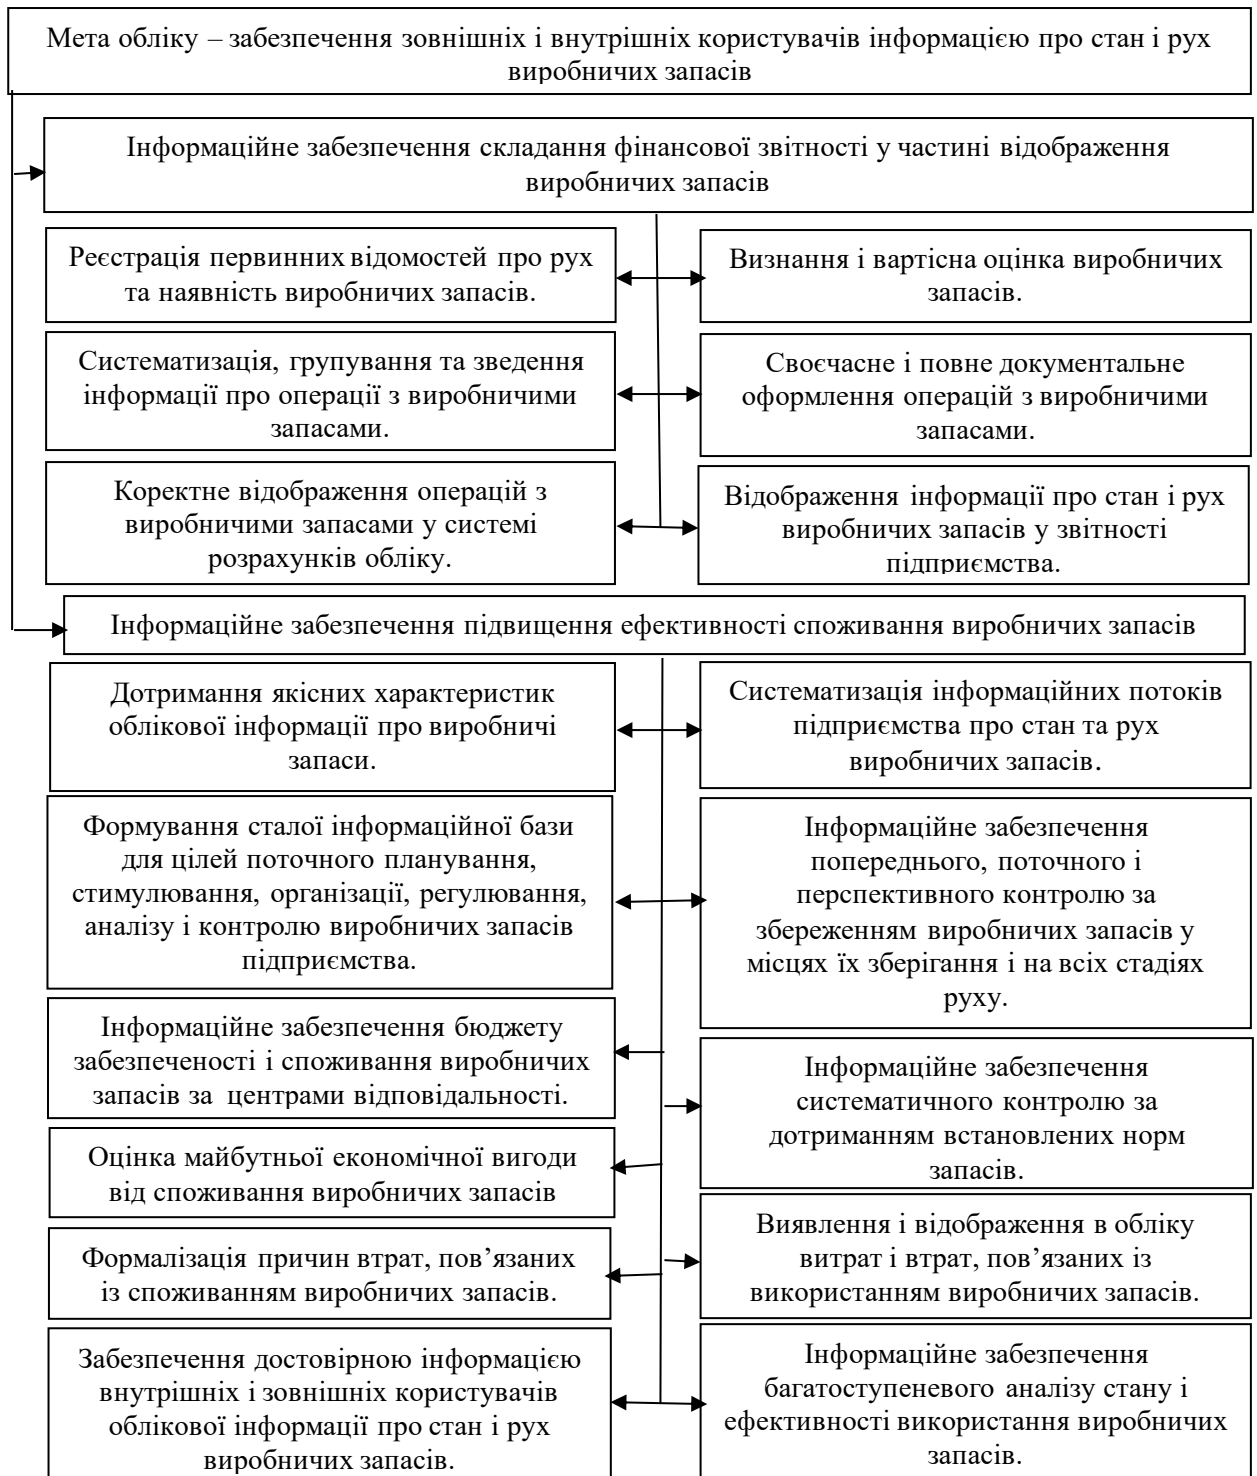 Мета обліку – забезпечення зовнішніх і внутрішніх користувачів інформацією про стан і рух
виробничих запасів
Інформаційне забезпечення складання фінансової звітності у частині відображення
виробничих запасів
Реєстрація первинних відомостей про рух
та наявність виробничих запасів.
Визнання і вартісна оцінка виробничих
запасів.
Систематизація, групування та зведення
інформації про операції з виробничими
запасами.
Своєчасне і повне документальне
оформлення операцій з виробничими
запасами.
Коректне відображення операцій з
виробничими запасами у системі
розрахунків обліку.
Відображення інформації про стан і рух
виробничих запасів у звітності
підприємства.
Інформаційне забезпечення підвищення ефективності споживання виробничих запасів
Дотримання якісних характеристик
облікової інформації про виробничі
запаси.
Систематизація інформаційних потоків
підприємства про стан та рух
виробничих запасів.
Формування сталої інформаційної бази
для цілей поточного планування,
стимулювання, організації, регулювання,
аналізу і контролю виробничих запасів
підприємства.
Інформаційне забезпечення
попереднього, поточного і
перспективного контролю за
збереженням виробничих запасів у
місцях їх зберігання і на всіх стадіях
руху.
Інформаційне забезпечення бюджету
забезпеченості і споживання виробничих
запасів за центрами відповідальності.
Інформаційне забезпечення
систематичного контролю за
дотриманням встановлених норм
запасів.
Оцінка майбутньої економічної вигоди
від споживання виробничих запасів
Виявлення і відображення в обліку
витрат і втрат, пов’язаних із
використанням виробничих запасів.
Формалізація причин втрат, пов’язаних
із споживанням виробничих запасів.
Забезпечення достовірною інформацією
внутрішніх і зовнішніх користувачів
облікової інформації про стан і рух
виробничих запасів.
Інформаційне забезпечення
багатоступеневого аналізу стану і
ефективності використання виробничих
запасів.